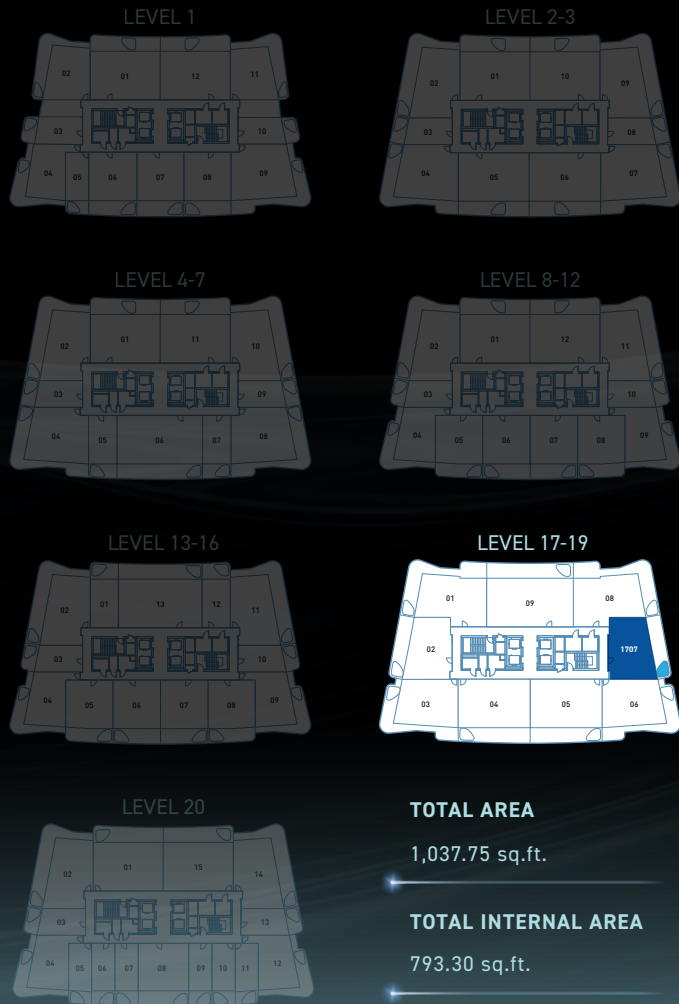 LEVEL 1
02 01 12 11
03 10
04 05 06 07 08 09
LEVEL 2-3
02 01 10 09
03 08
04 05 06 07
LEVEL 4-7
02 01 11 10
03 09
04 05 06 07 08
LEVEL 8-12
02 01 12 11
03 10
04 05 06 07 08 09
LEVEL 13-16
02 01 13 12 11
03 10
04 05 06 07 08 09
LEVEL 17-19
01 09 08
02 1707
03 04 05 06
LEVEL 20
02 01 15 14
03 13
04 05 06 07 08 09 10 11 12
TOTAL AREA
1,037.75 sq.ft.
TOTAL INTERNAL AREA
793.30 sq.ft.